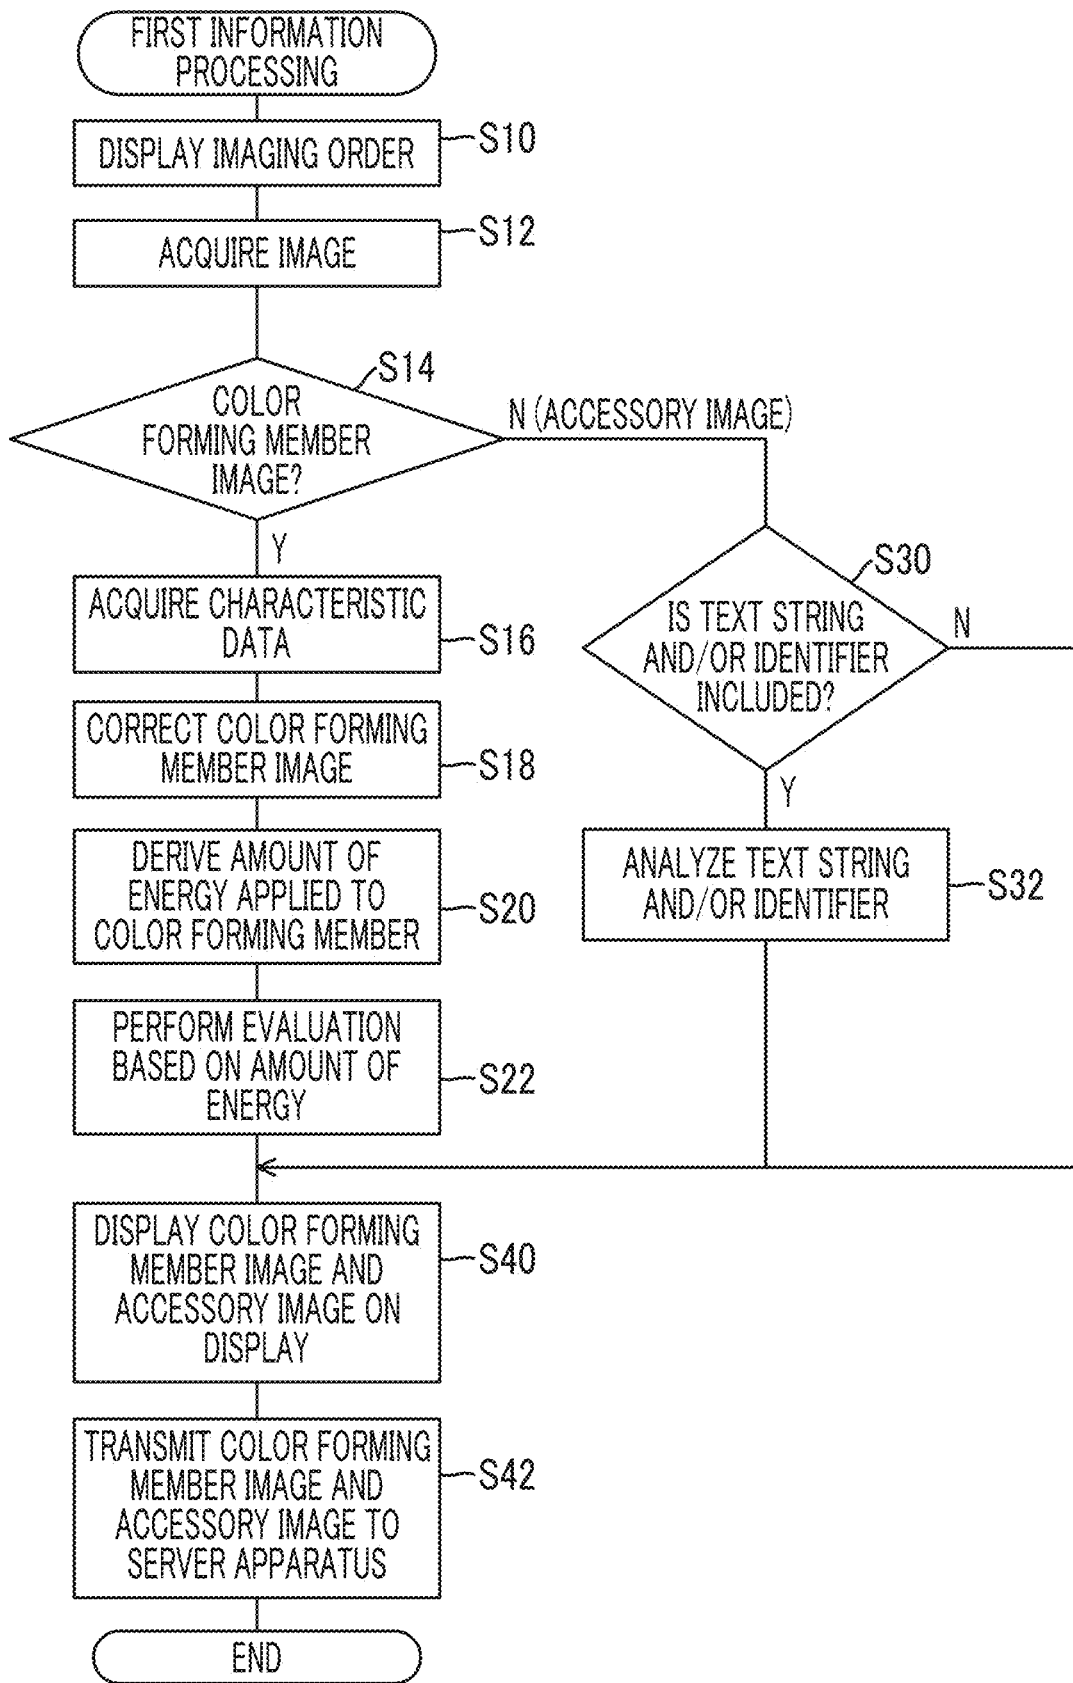 FIRST INFORMATION
PROCESSING
DISPLAY IMAGING ORDER
S10
ACQUIRE IMAGE
S12
COLOR
FORMING MEMBER
IMAGE?
S14
N (ACCESSORY IMAGE)
Y
ACQUIRE CHARACTERISTIC
DATA
S16
CORRECT COLOR FORMING
MEMBER IMAGE
S18
DERIVE AMOUNT OF
ENERGY APPLIED TO
COLOR FORMING MEMBER
S20
PERFORM EVALUATION
BASED ON AMOUNT OF
ENERGY
S22
IS TEXT STRING
AND/OR IDENTIFIER
INCLUDED?
S30
N
Y
ANALYZE TEXT STRING
AND/OR IDENTIFIER
S32
DISPLAY COLOR FORMING
MEMBER IMAGE AND
ACCESSORY IMAGE ON
DISPLAY
S40
TRANSMIT COLOR FORMING
MEMBER IMAGE AND
ACCESSORY IMAGE TO
SERVER APPARATUS
S42
END